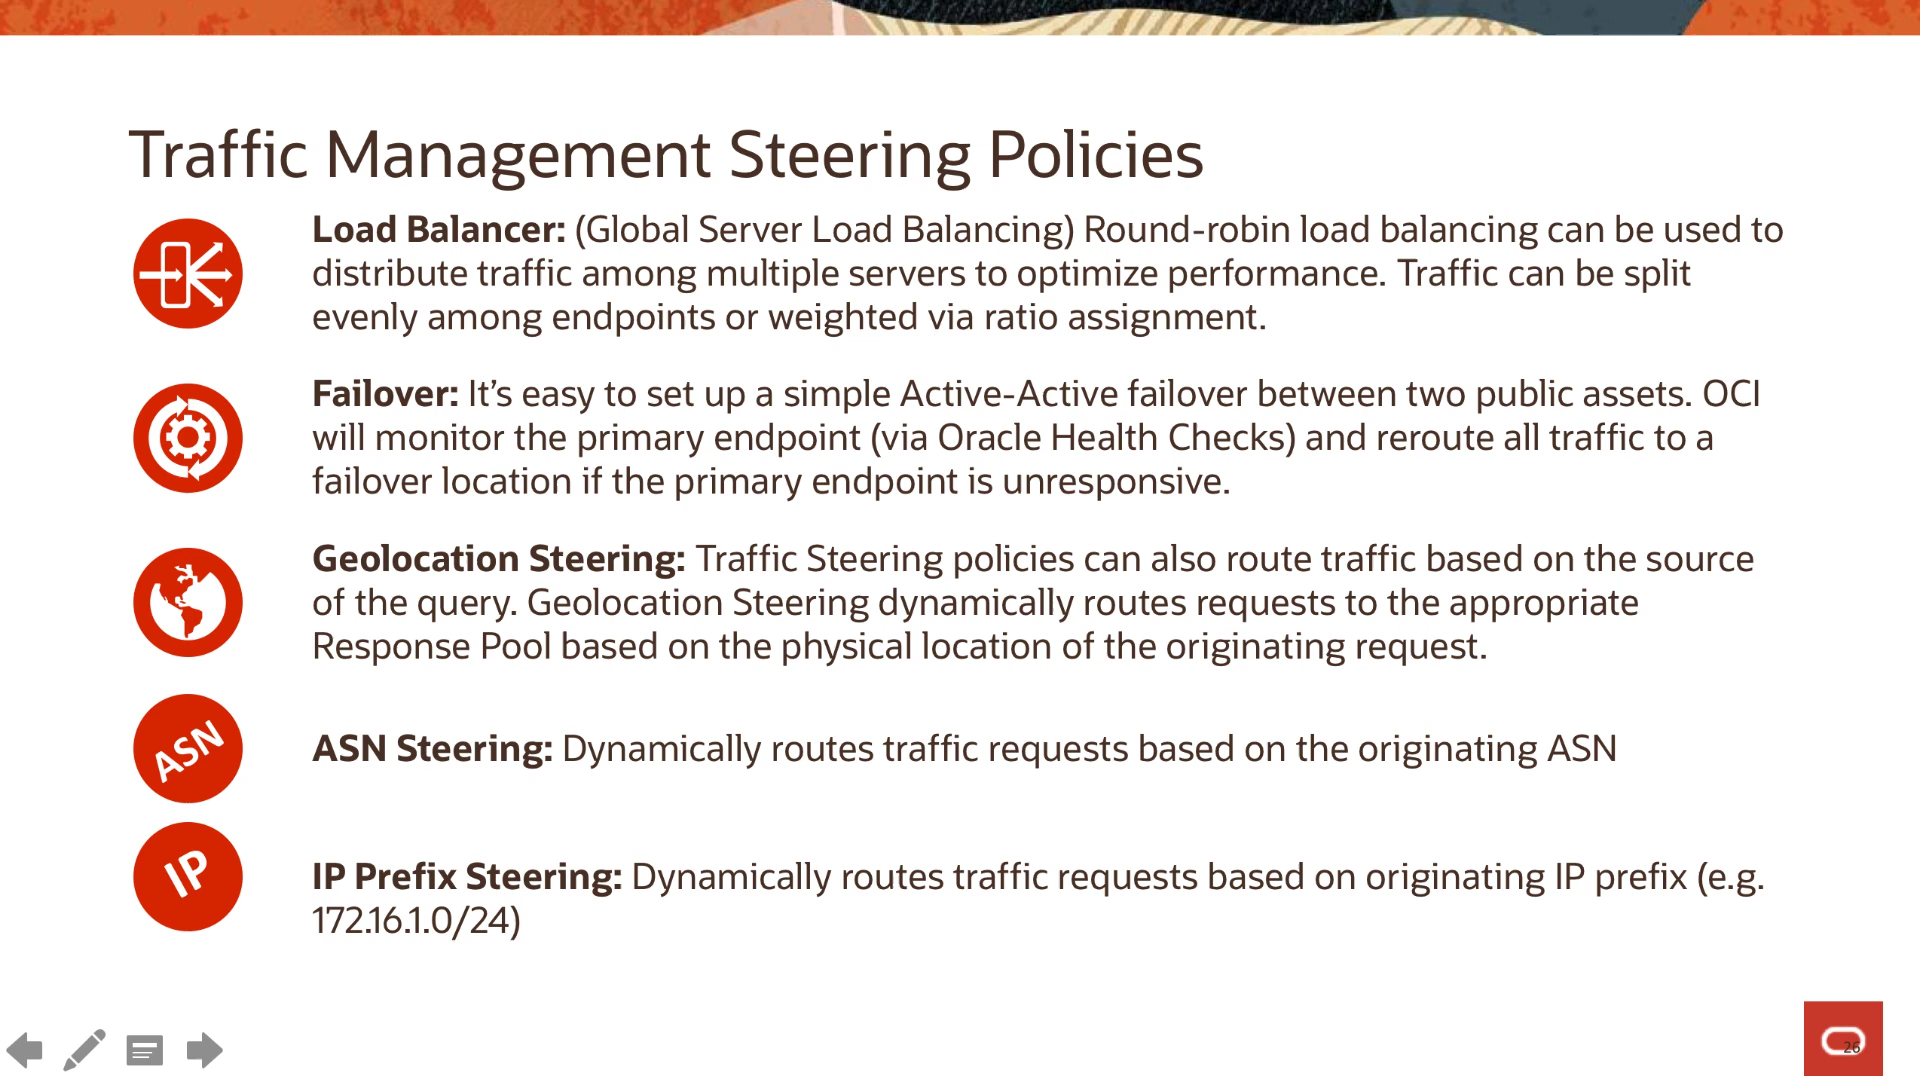 Traffic Management Steering Policies
Load Balancer: (Global Server Load Balancing) Round-robin load balancing can be used to
distribute traffic among multiple servers to optimize performance. Traffic can be split
evenly among endpoints or weighted via ratio assignment.
Failover: It’s easy to set up a simple Active-Active failover between two public assets. OCI
will monitor the primary endpoint (via Oracle Health Checks) and reroute all traffic to a
failover location if the primary endpoint is unresponsive.
Geolocation Steering: Traffic Steering policies can also route traffic based on the source
of the query. Geolocation Steering dynamically routes requests to the appropriate
Response Pool based on the physical location of the originating request.
ASN
ASN Steering: Dynamically routes traffic requests based on the originating ASN
IP
IP Prefix Steering: Dynamically routes traffic requests based on originating IP prefix (e.g.
172.16.1.0/24)
26